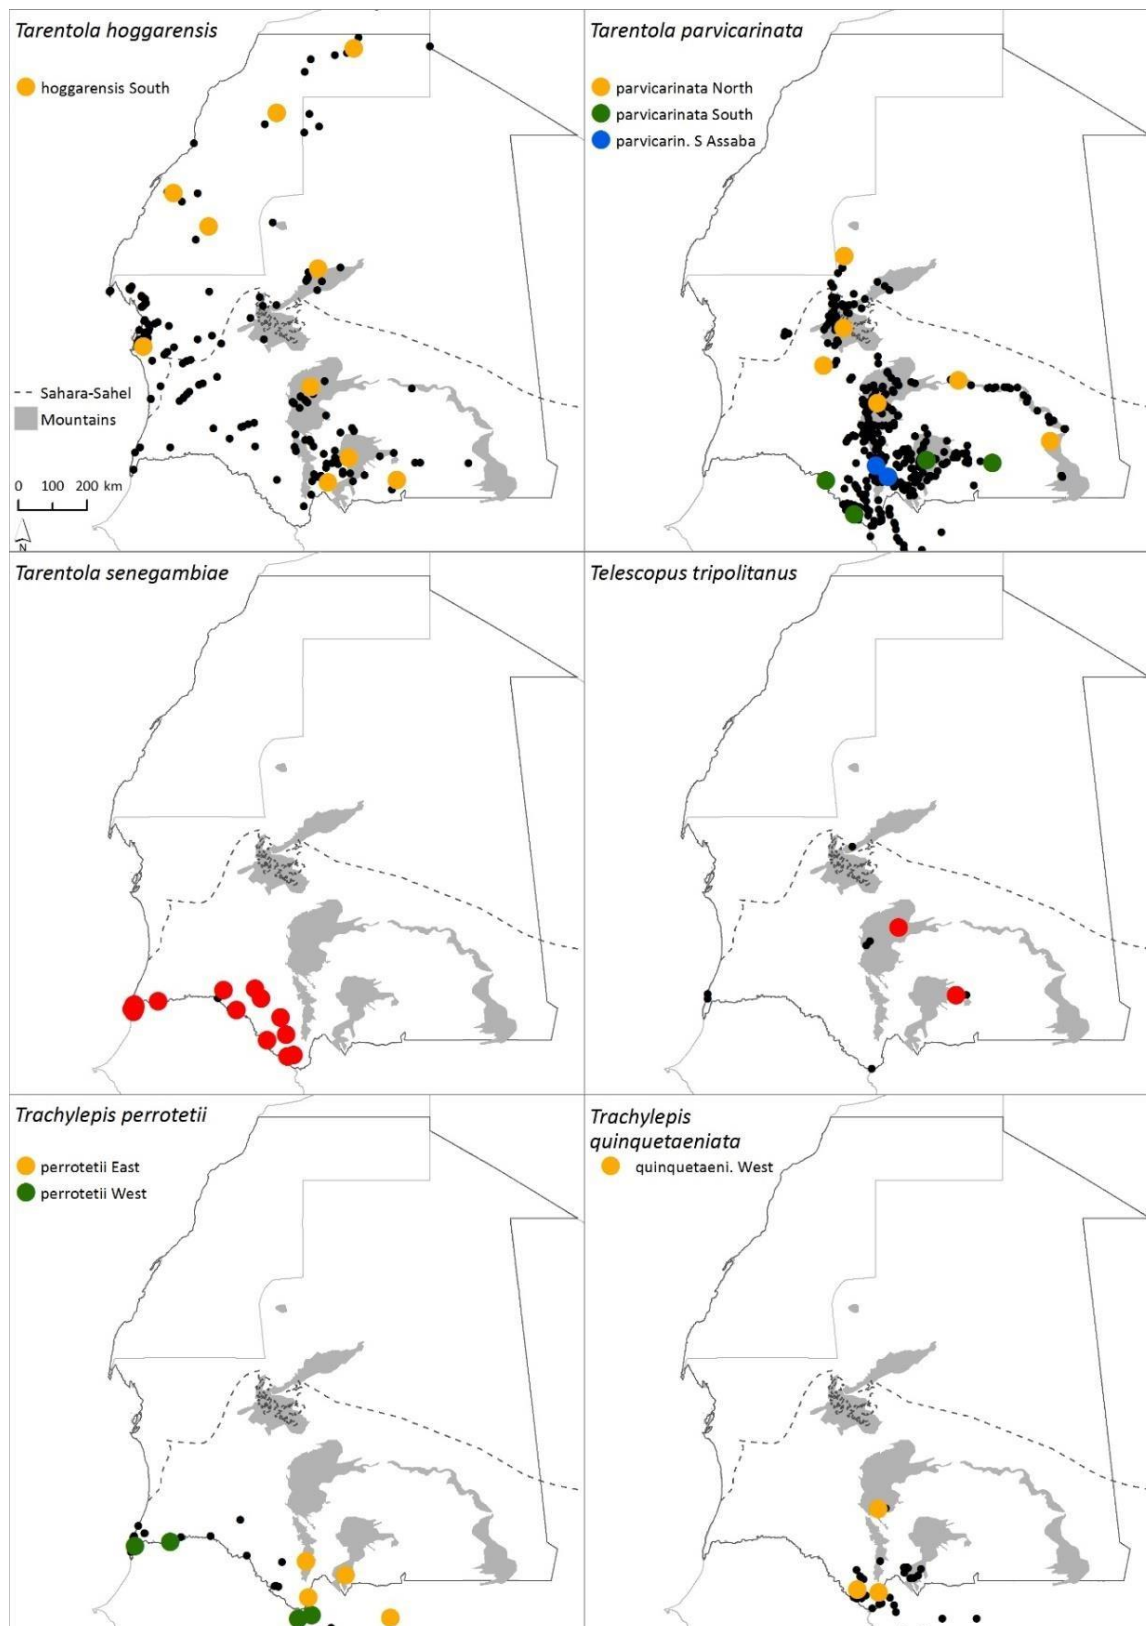 Tarentola hoggarensis
hoggarensis South
Sahara-Sahel
Mountains
0 100 200 km
N
Tarentola parvicarinata
parvicarinata North
parvicarinata South
parvicarin. S Assaba
Tarentola senegambiae
Telescopus tripolitanus
Trachylepis perrotetii
perrotetii East
perrotetii West
Trachylepis
quinquetaeniata
quinquetaeni. West